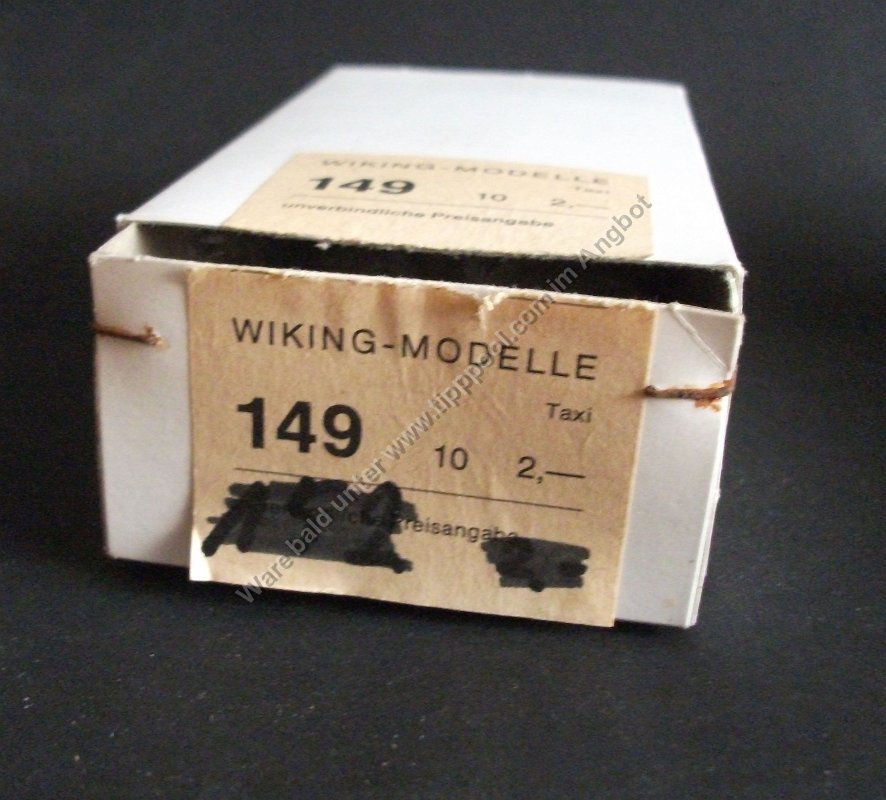 WIKING-MODELLE
Taxi
149 10 2,—
unverbindliche Preisangabe
WIKING-MODELLE
Taxi
149 10 2,—
Preisangabe
Ware bald unter www.tipppool.com im Angbot